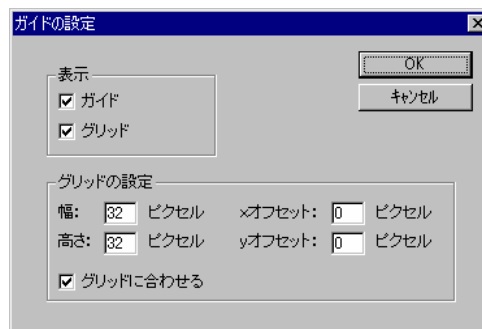 ガイドの設定
OK
キャンセル
表示
ガイド
グリッド
グリッドの設定
幅: 32 ピクセル xオフセット: 0 ピクセル
高さ: 32 ピクセル yオフセット: 0 ピクセル
グリッドに合わせる